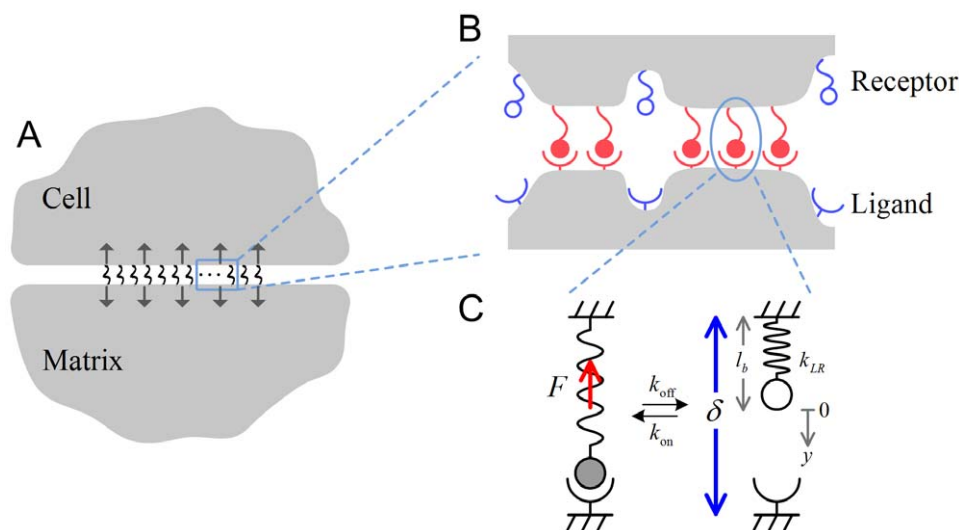 A
Cell
Matrix
B
Receptor
Ligand
C
F
k_off
k_on
δ
l_b
k_LR
0
y